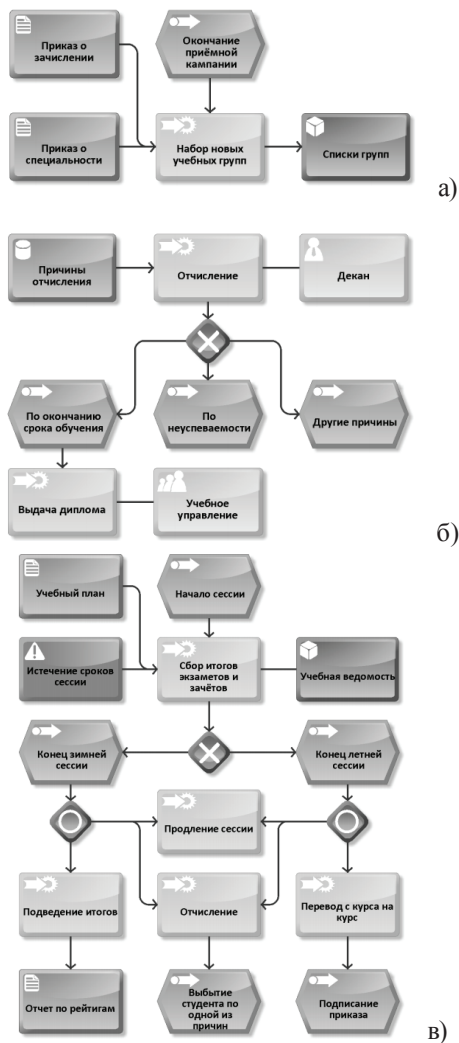 Приказ о
зачислении
Окончание
приёмной
кампании
Приказ о
специальности
Набор новых
учебных групп
Списки групп
а)
Причины
отчисления
Отчисление
Декан
По окончанию
срока обучения
По
неуспеваемости
Другие причины
Выдача диплома
Учебное
управление
б)
Учебный план
Начало сессии
Истечение сроков
сессии
Сбор итогов
экзаметов и
зачётов
Учебная ведомость
Конец зимней
сессии
Конец летней
сессии
Продление сессии
Подведение итогов
Отчисление
Перевод с курса на
курс
Отчет по рейтигам
Выбытие
студента по
одной из
причин
Подписание
приказа
в)